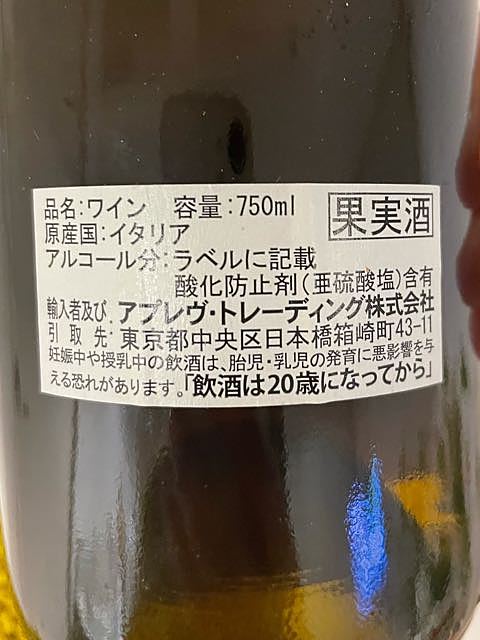 品名:ワイン 容量:750ml 果実酒
原産国:イタリア
アルコール分:ラベルに記載
酸化防止剤(亜硫酸塩)含有
輸入者及び、アプレヴ・トレーディング株式会社
引取先:東京都中央区日本橋箱崎町43-11
妊娠中や授乳中の飲酒は、胎児・乳児の発育に悪影響を与
える恐れがあります。「飲酒は20歳になってから」